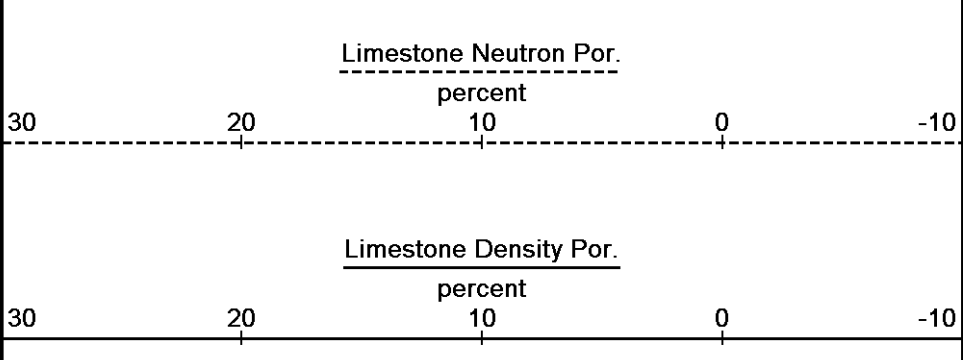 Limestone Neutron Por.
percent
30 20 10 0 -10
Limestone Density Por.
percent
30 20 10 0 -10